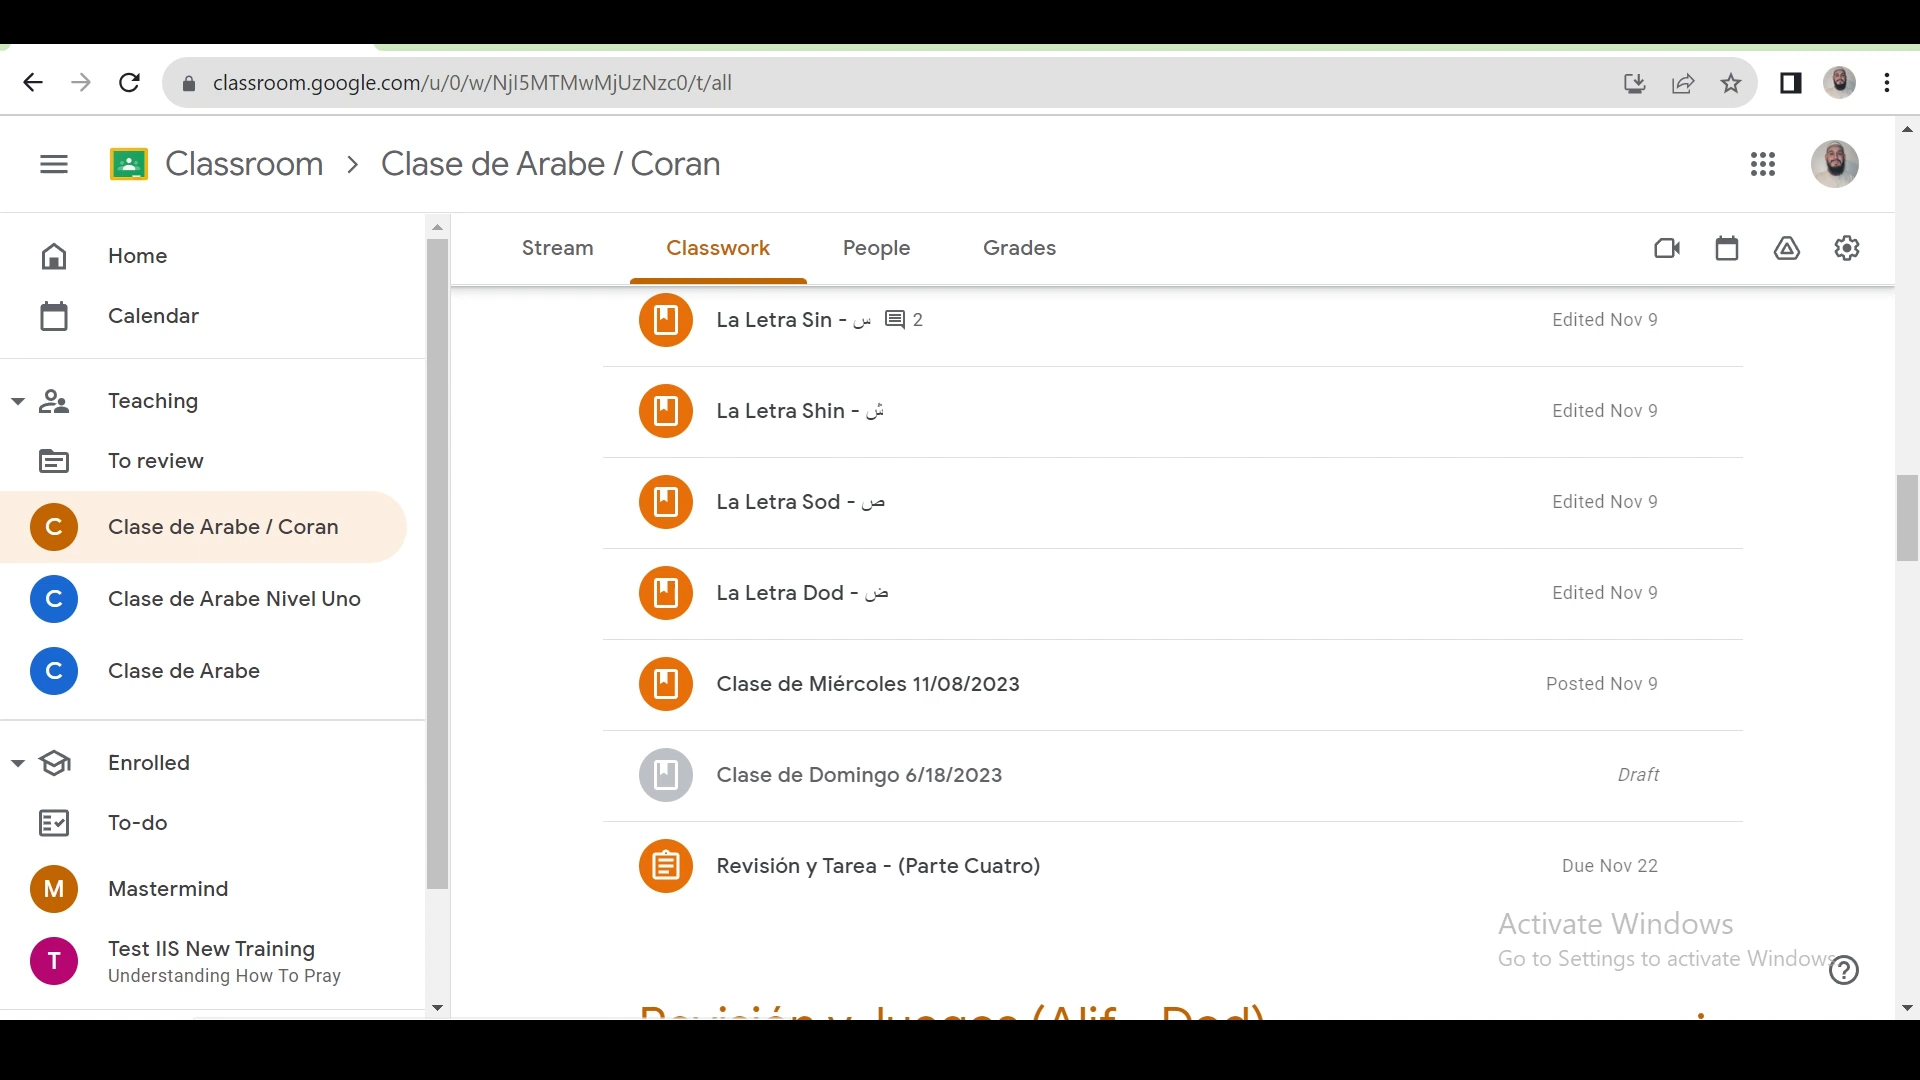 classroom.google.com/u/0/w/NjI5MTMwMjUzNzc0/t/all
Classroom > Clase de Arabe / Coran
Home
Calendar
Teaching
To review
C Clase de Arabe / Coran
C Clase de Arabe Nivel Uno
C Clase de Arabe
Enrolled
To-do
M Mastermind
T Test IIS New Training
Understanding How To Pray
Stream Classwork People Grades
La Letra Sin - س 2 Edited Nov 9
La Letra Shin - ش Edited Nov 9
La Letra Sod - ص Edited Nov 9
La Letra Dod - ض Edited Nov 9
Clase de Miércoles 11/08/2023 Posted Nov 9
Clase de Domingo 6/18/2023 Draft
Revisión y Tarea - (Parte Cuatro) Due Nov 22
Activate Windows
Go to Settings to activate Windows
Revisión y Juegos (Alif - Dod)